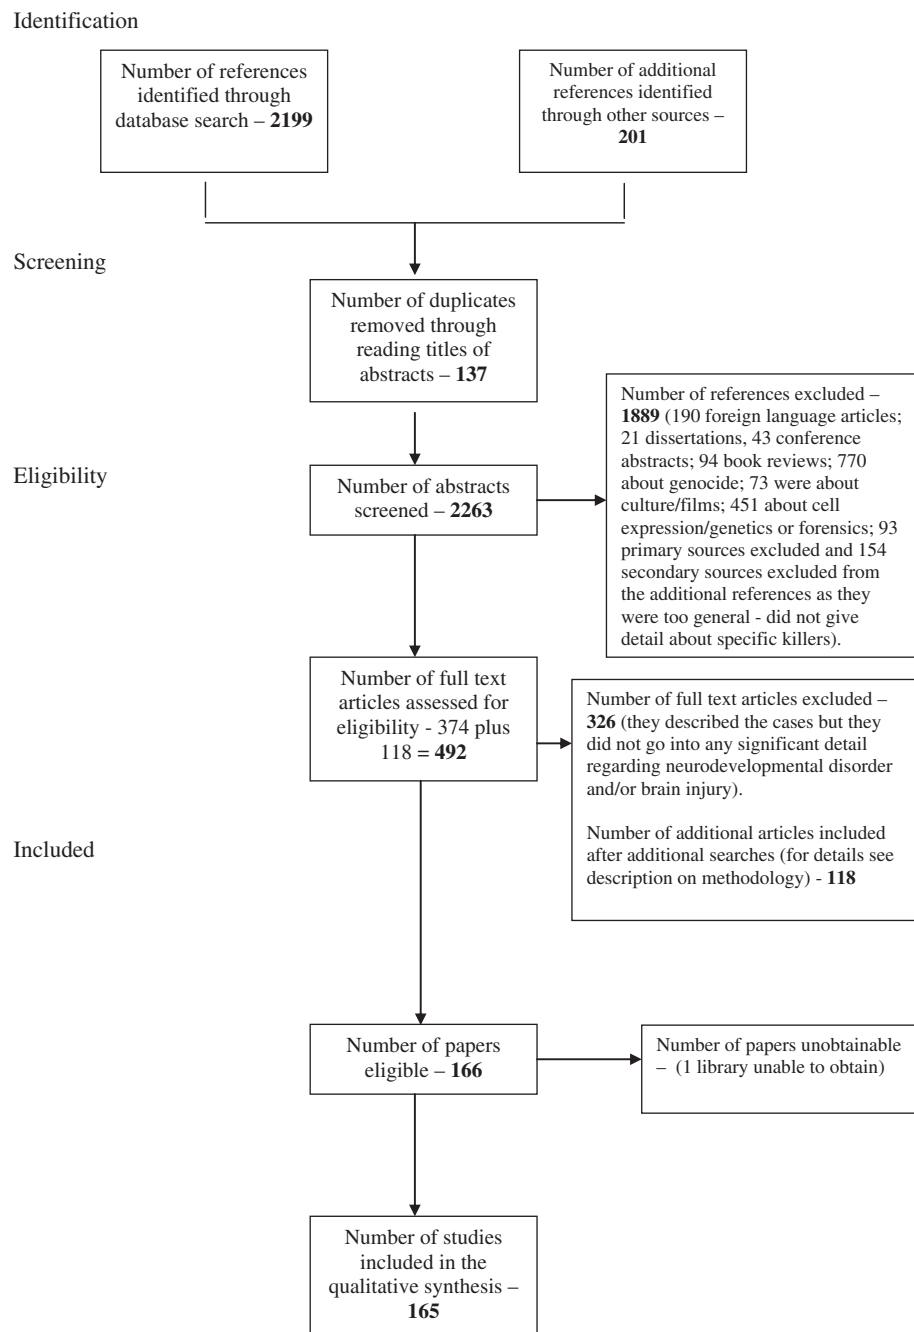 Identification
Number of references
identified through
database search – 2199
Number of additional
references identified
through other sources –
201
Screening
Number of duplicates
removed through
reading titles of
abstracts – 137
Number of references excluded –
1889 (190 foreign language articles;
21 dissertations, 43 conference
abstracts; 94 book reviews; 770
about genocide; 73 were about
culture/films; 451 about cell
expression/genetics or forensics; 93
primary sources excluded and 154
secondary sources excluded from
the additional references as they
were too general - did not give
detail about specific killers).
Eligibility
Number of abstracts
screened – 2263
Number of full text
articles assessed for
eligibility - 374 plus
118 = 492
Number of full text articles excluded –
326 (they described the cases but they
did not go into any significant detail
regarding neurodevelopmental disorder
and/or brain injury).
Number of additional articles included
after additional searches (for details see
description on methodology) - 118
Included
Number of papers
eligible – 166
Number of papers unobtainable
– (1 library unable to obtain)
Number of studies
included in the
qualitative synthesis –
165